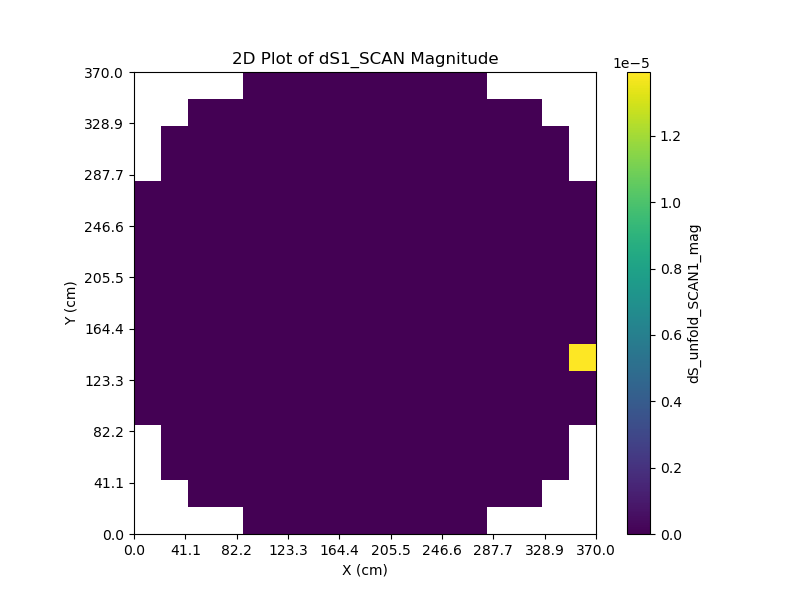 2D Plot of dS1_SCAN Magnitude
1e−5
370.0
328.9
287.7
246.6
205.5
164.4
123.3
82.2
41.1
0.0
Y (cm)
0.0 41.1 82.2 123.3 164.4 205.5 246.6 287.7 328.9 370.0
X (cm)
1.2
1.0
0.8
0.6
0.4
0.2
0.0
dS_unfold_SCAN1_mag